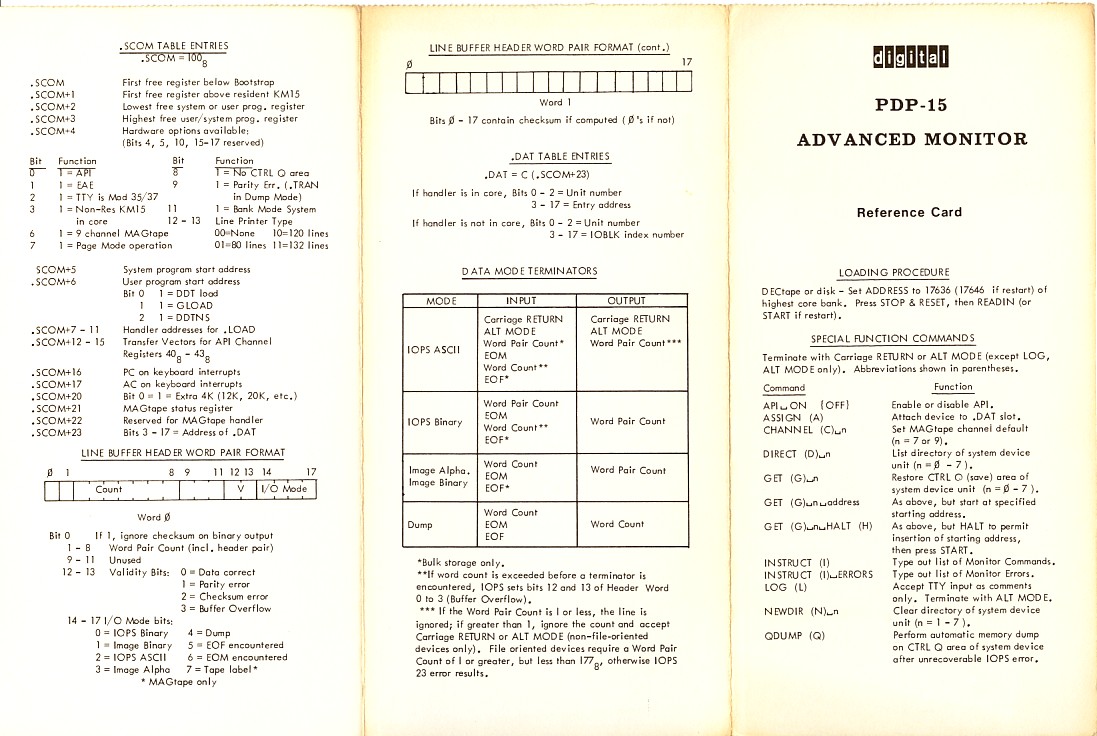 .SCOM TABLE ENTRIES
.SCOM = 100₈
.SCOM First free register below Bootstrap
.SCOM+1 First free register above resident KM15
.SCOM+2 Lowest free system or user prog. register
.SCOM+3 Highest free user/system prog. register
.SCOM+4 Hardware options available:
(Bits 4, 5, 10, 15-17 reserved)
Bit Function Bit Function
0 1 = API 8 1 = No CTRL Q area
1 1 = EAE 9 1 = Parity Err. (.TRAN
2 1 = TTY is Mod 35/37 in Dump Mode)
3 1 = Non-Res KM15 11 1 = Bank Mode System
in core 12 - 13 Line Printer Type
6 1 = 9 channel MAGtape 00=None 10=120 lines
7 1 = Page Mode operation 01=80 lines 11=132 lines
SCOM+5 System program start address
.SCOM+6 User program start address
Bit 0 1 = DDT load
1 1 = GLOAD
2 1 = DDTNS
.SCOM+7 - 11 Handler addresses for .LOAD
.SCOM+12 - 15 Transfer Vectors for API Channel
Registers 40₈ - 43₈
.SCOM+16 PC on keyboard interrupts
.SCOM+17 AC on keyboard interrupts
.SCOM+20 Bit 0 = 1 = Extra 4K (12K, 20K, etc.)
.SCOM+21 MAGtape status register
.SCOM+22 Reserved for MAGtape handler
.SCOM+23 Bits 3 - 17 = Address of .DAT
LINE BUFFER HEADER WORD PAIR FORMAT
Ø 1 8 9 11 12 13 14 17
Count V I/O Mode
Word Ø
Bit 0 If 1, ignore checksum on binary output
1 - 8 Word Pair Count (incl. header pair)
9 - 11 Unused
12 - 13 Validity Bits: 0 = Data correct
1 = Parity error
2 = Checksum error
3 = Buffer Overflow
14 - 17 I/O Mode bits:
0 = IOPS Binary 4 = Dump
1 = Image Binary 5 = EOF encountered
2 = IOPS ASCII 6 = EOM encountered
3 = Image Alpha 7 = Tape label*
* MAGtape only
LINE BUFFER HEADER WORD PAIR FORMAT (cont.)
Ø 17
Word 1
Bits Ø - 17 contain checksum if computed (Ø's if not)
.DAT TABLE ENTRIES
.DAT = C (.SCOM+23)
If handler is in core, Bits 0 - 2 = Unit number
3 - 17 = Entry address
If handler is not in core, Bits 0 - 2 = Unit number
3 - 17 = IOBLK index number
DATA MODE TERMINATORS
MODE INPUT OUTPUT
IOPS ASCII
Carriage RETURN
ALT MODE
Word Pair Count*
EOM
Word Count**
EOF*
Carriage RETURN
ALT MODE
Word Pair Count***
IOPS Binary
Word Pair Count
EOM
Word Count**
EOF*
Word Pair Count
Image Alpha.
Image Binary
Word Count
EOM
EOF*
Word Pair Count
Dump
Word Count
EOM
EOF
Word Count
*Bulk storage only.
**If word count is exceeded before a terminator is
encountered, IOPS sets bits 12 and 13 of Header Word
0 to 3 (Buffer Overflow).
*** If the Word Pair Count is 1 or less, the line is
ignored; if greater than 1, ignore the count and accept
Carriage RETURN or ALT MODE (non-file-oriented
devices only). File oriented devices require a Word Pair
Count of 1 or greater, but less than 177₈, otherwise IOPS
23 error results.
digital
PDP-15
ADVANCED MONITOR
Reference Card
LOADING PROCEDURE
DECtape or disk - Set ADDRESS to 17636 (17646 if restart) of
highest core bank. Press STOP & RESET, then READIN (or
START if restart).
SPECIAL FUNCTION COMMANDS
Terminate with Carriage RETURN or ALT MODE (except LOG,
ALT MODE only). Abbreviations shown in parentheses.
Command Function
API␣ON (OFF) Enable or disable API.
ASSIGN (A) Attach device to .DAT slot.
CHANNEL (C)␣n Set MAGtape channel default
(n = 7 or 9).
DIRECT (D)␣n List directory of system device
unit (n = Ø - 7 ).
GET (G)␣n Restore CTRL Q (save) area of
system device unit (n = Ø - 7 ).
GET (G)␣n␣address As above, but start at specified
starting address.
GET (G)␣n␣HALT (H) As above, but HALT to permit
insertion of starting address,
then press START.
INSTRUCT (I) Type out list of Monitor Commands.
INSTRUCT (I)␣ERRORS Type out list of Monitor Errors.
LOG (L) Accept TTY input as comments
only. Terminate with ALT MODE.
NEWDIR (N)␣n Clear directory of system device
unit (n = 1 - 7 ).
QDUMP (Q) Perform automatic memory dump
on CTRL Q area of system device
after unrecoverable IOPS error.